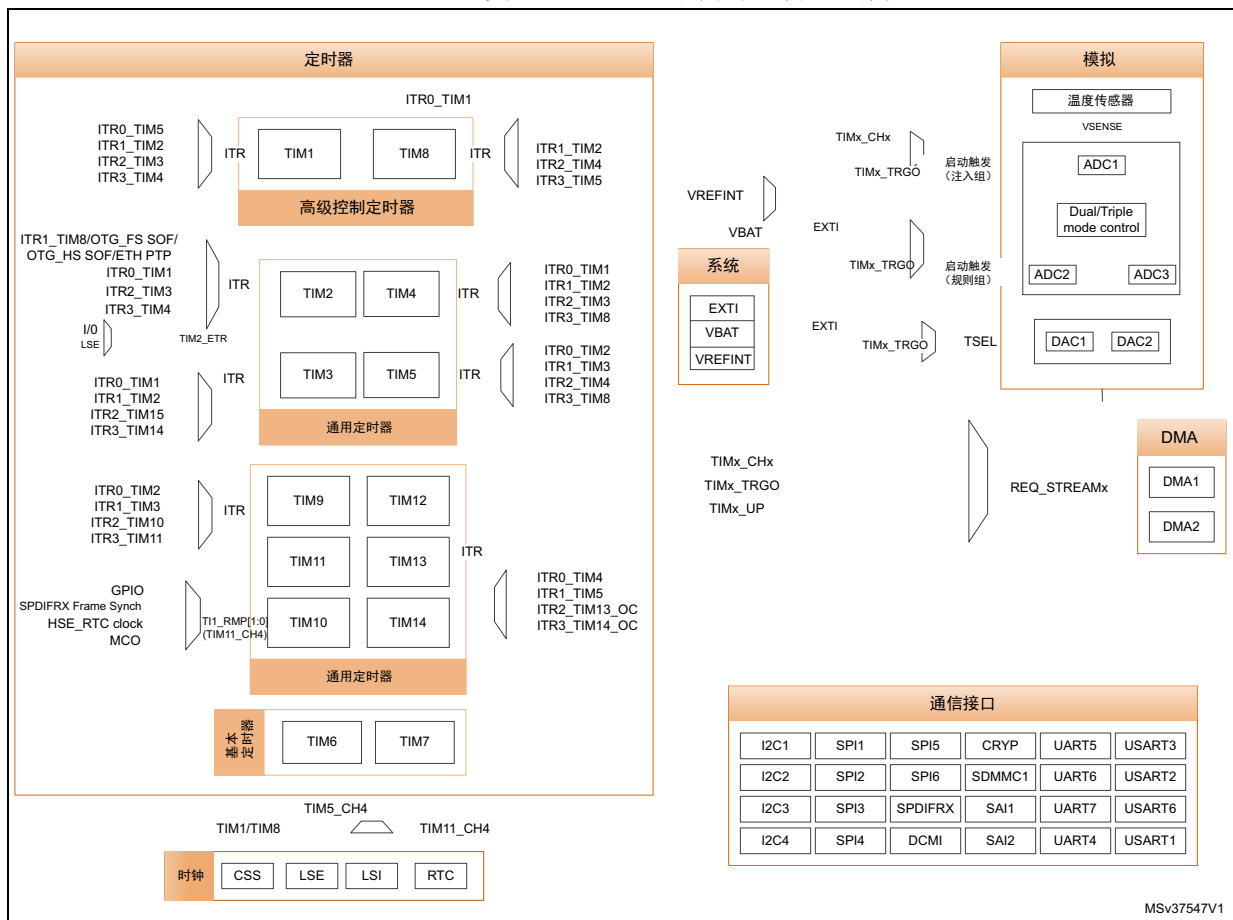 定时器
ITR0_TIM1
ITR0_TIM5
ITR1_TIM2
ITR2_TIM3
ITR3_TIM4
ITR
TIM1
TIM8
ITR
ITR1_TIM2
ITR2_TIM4
ITR3_TIM5
高级控制定时器
ITR1_TIM8/OTG_FS SOF/
OTG_HS SOF/ETH PTP
ITR0_TIM1
ITR2_TIM3
ITR3_TIM4
I/0
LSE
ITR
TIM2_ETR
TIM2
TIM4
ITR
ITR0_TIM1
ITR1_TIM2
ITR2_TIM3
ITR3_TIM8
ITR0_TIM1
ITR1_TIM2
ITR2_TIM15
ITR3_TIM14
ITR
TIM3
TIM5
ITR
ITR0_TIM2
ITR1_TIM3
ITR2_TIM4
ITR3_TIM8
通用定时器
ITR0_TIM2
ITR1_TIM3
ITR2_TIM10
ITR3_TIM11
ITR
TIM9
TIM12
TIM11
TIM13
ITR
TIM10
TIM14
GPIO
SPDIFRX Frame Synch
HSE_RTC clock
MCO
TI1_RMP[1:0]
(TIM11_CH4)
ITR0_TIM4
ITR1_TIM5
ITR2_TIM13_OC
ITR3_TIM14_OC
通用定时器
基本
定时器
TIM6
TIM7
TIM5_CH4
TIM1/TIM8
TIM11_CH4
时钟
CSS
LSE
LSI
RTC
VREFINT
VBAT
系统
EXTI
VBAT
VREFINT
TIMx_CHx
TIMx_TRGO
启动触发
（注入组）
EXTI
TIMx_TRGO
启动触发
（规则组）
EXTI
TIMx_TRGO
TSEL
模拟
温度传感器
VSENSE
ADC1
Dual/Triple
mode control
ADC2
ADC3
DAC1
DAC2
TIMx_CHx
TIMx_TRGO
TIMx_UP
REQ_STREAMx
DMA
DMA1
DMA2
通信接口
I2C1 SPI1 SPI5 CRYP UART5 USART3
I2C2 SPI2 SPI6 SDMMC1 UART6 USART2
I2C3 SPI3 SPDIFRX SAI1 UART7 USART6
I2C4 SPI4 DCMI SAI2 UART4 USART1
MSv37547V1